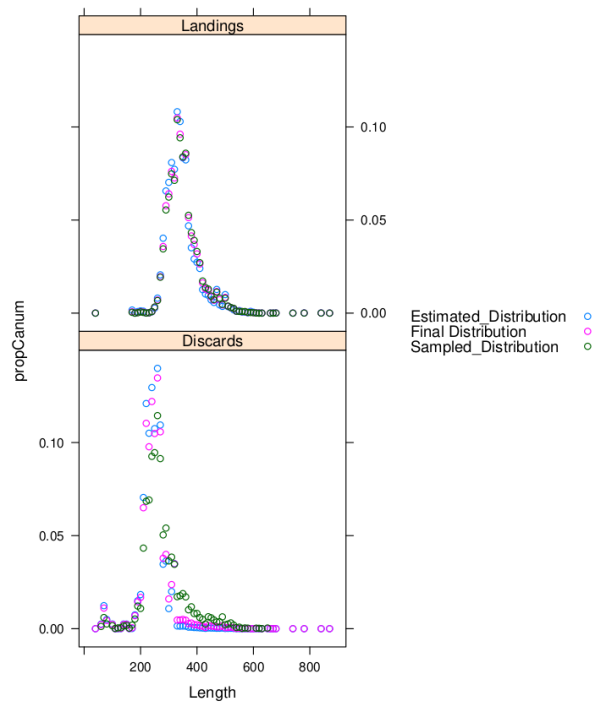 Landings
0.10
0.05
0.00
Discards
propCanum
0.10
0.05
0.00
200
400
600
800
Length
Estimated_Distribution
Final Distribution
Sampled_Distribution